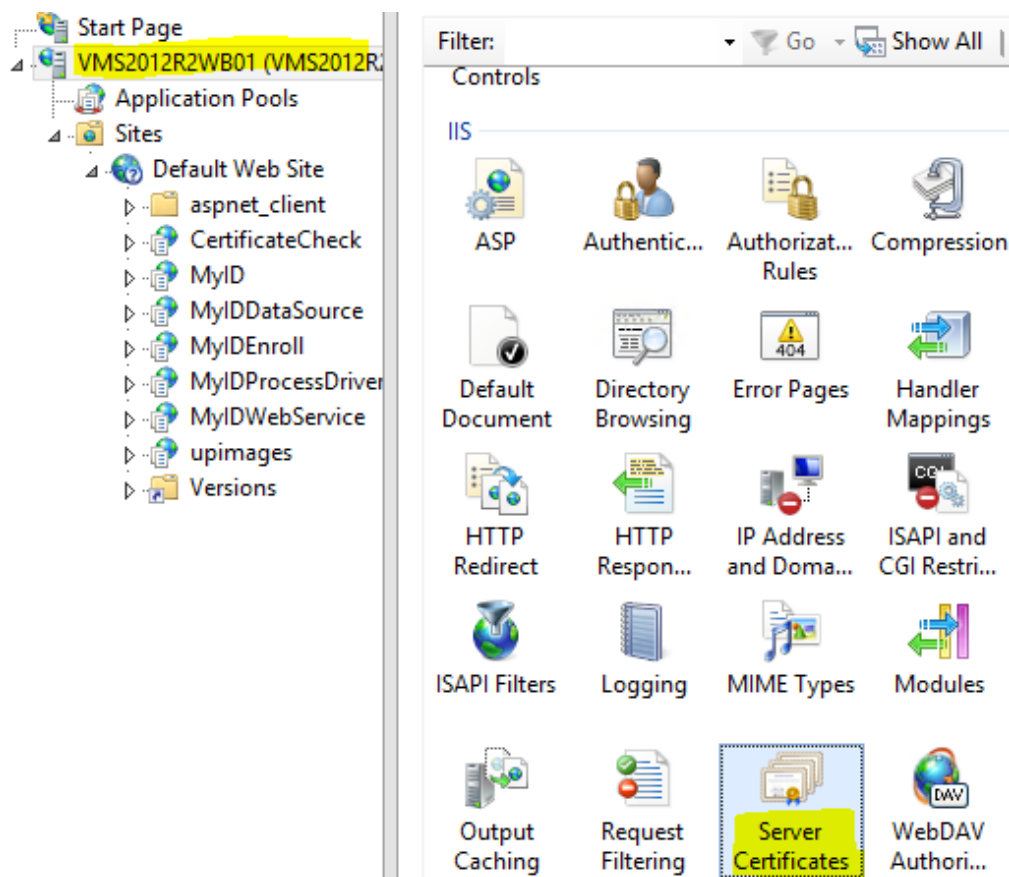 Start Page
VMS2012R2WB01 (VMS2012R2
Application Pools
Sites
Default Web Site
aspnet_client
CertificateCheck
MyID
MyIDDataSource
MyIDEnroll
MyIDProcessDriver
MyIDWebService
upimages
Versions
Filter: Go Show All
Controls
IIS
ASP Authentic... Authorizat... Compression
Rules
Default Directory Error Pages Handler
Document Browsing Mappings
HTTP HTTP IP Address ISAPI and
Redirect Respon... and Doma... CGI Restri...
ISAPI Filters Logging MIME Types Modules
Output Request Server WebDAV
Caching Filtering Certificates Authori...
404
CGI
DAV